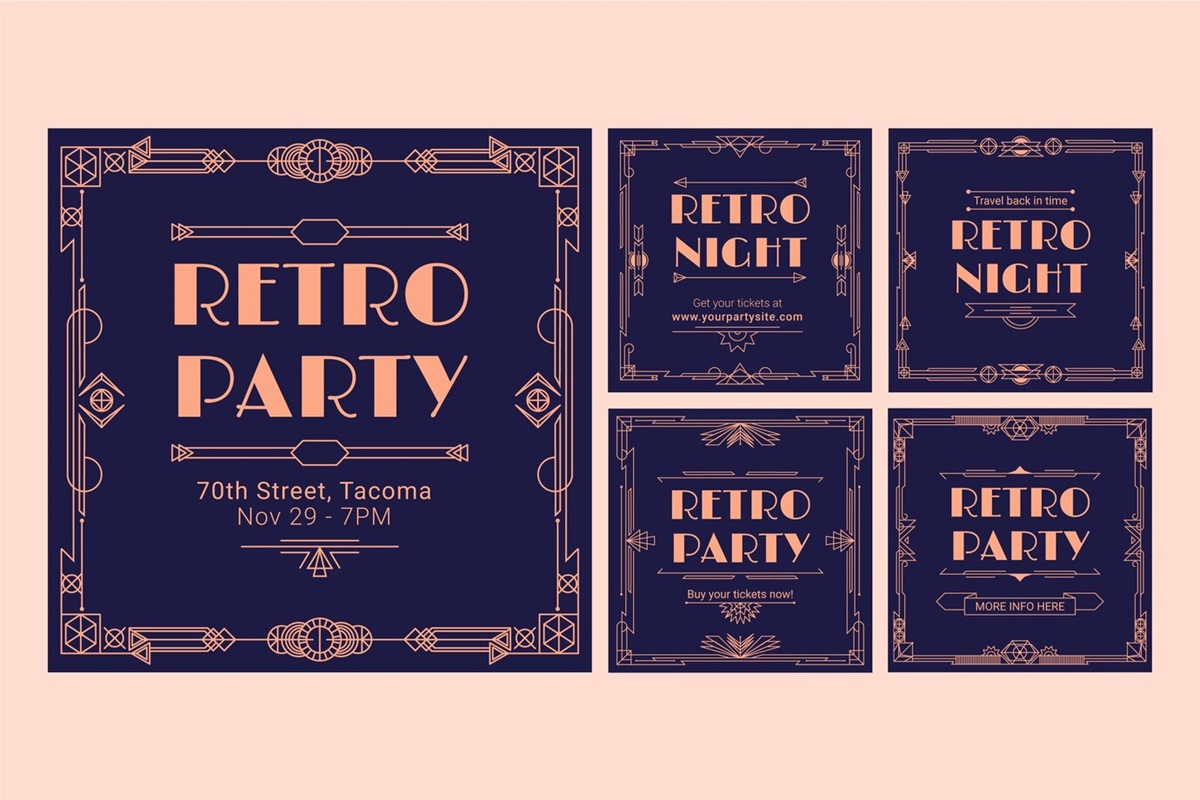 RETRO
PARTY
70th Street, Tacoma
Nov 29 - 7PM
RETRO
NIGHT
Get your tickets at
www.yourpartysite.com
Travel back in time
RETRO
NIGHT
RETRO
PARTY
Buy your tickets now!
RETRO
PARTY
MORE INFO HERE